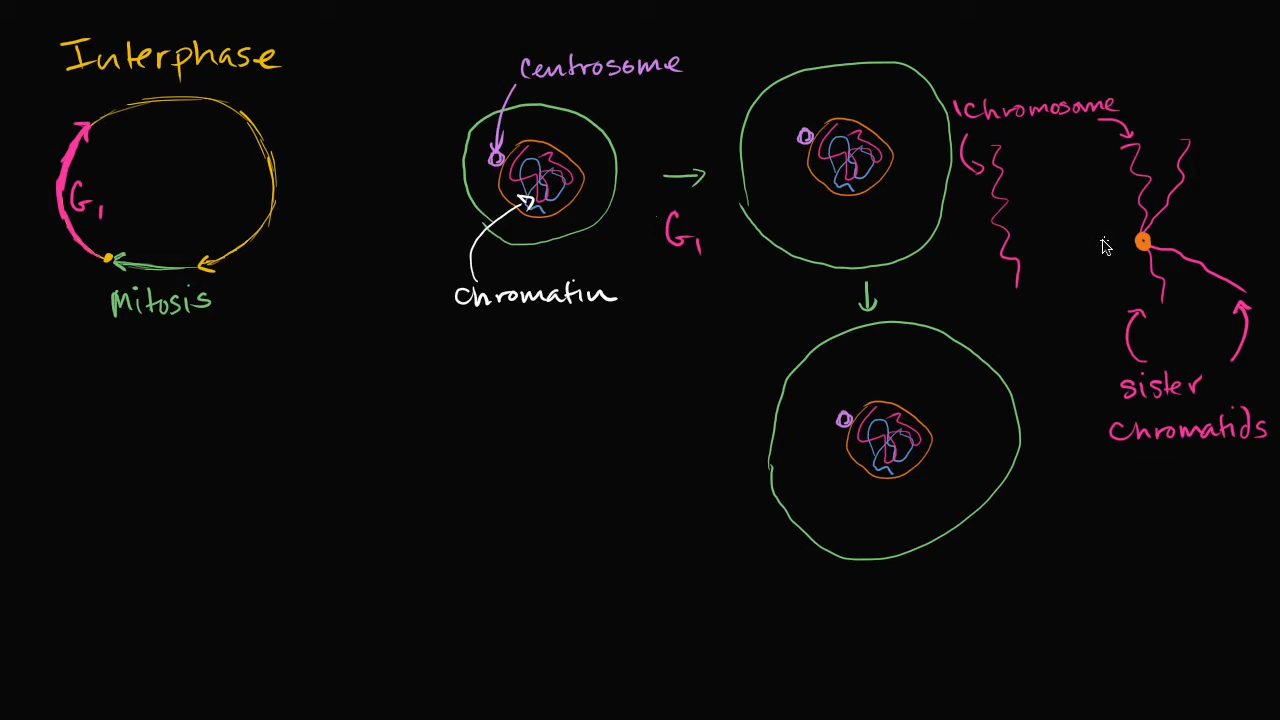 Interphase
G1
Mitosis
Centrosome
Chromatin
G1
1 Chromosome
sister
Chromatids